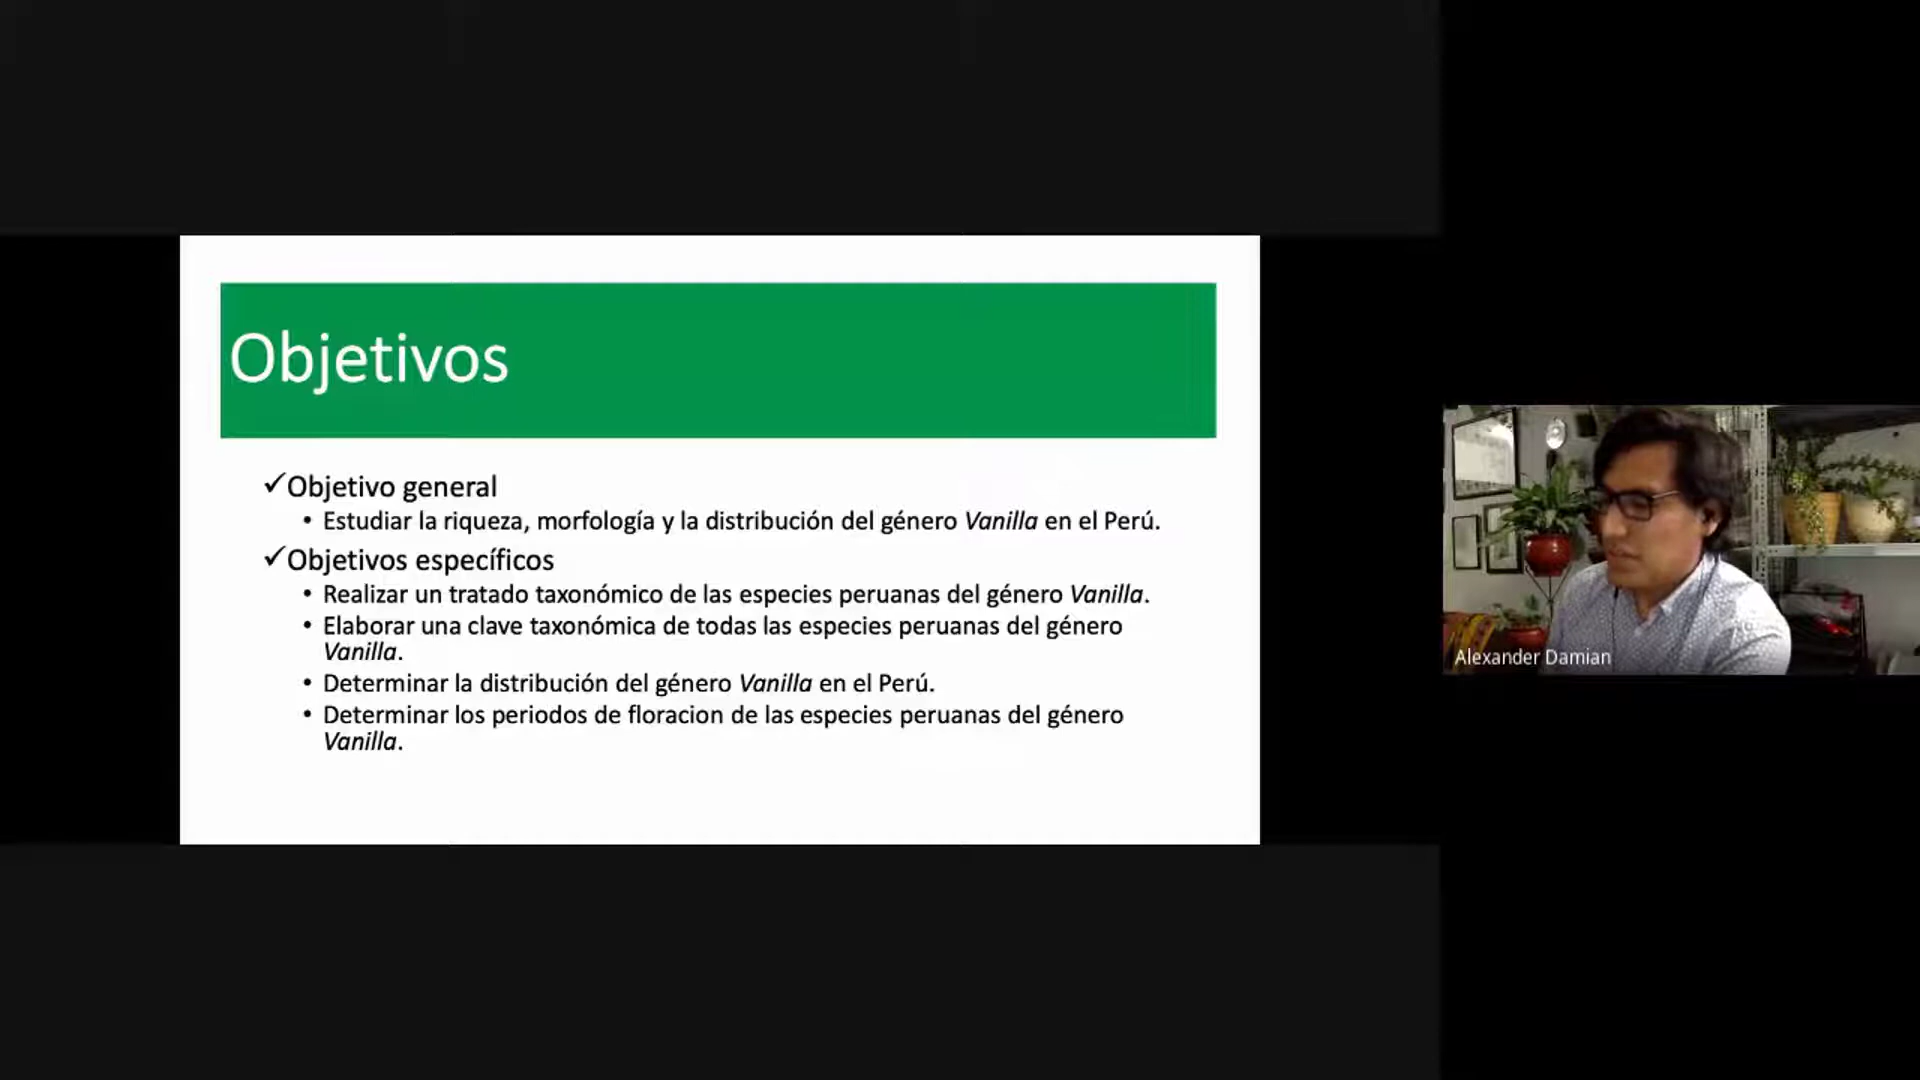 Objetivos
✓Objetivo general
• Estudiar la riqueza, morfología y la distribución del género Vanilla en el Perú.
✓Objetivos específicos
• Realizar un tratado taxonómico de las especies peruanas del género Vanilla.
• Elaborar una clave taxonómica de todas las especies peruanas del género
Vanilla.
• Determinar la distribución del género Vanilla en el Perú.
• Determinar los periodos de floracion de las especies peruanas del género
Vanilla.
Alexander Damian